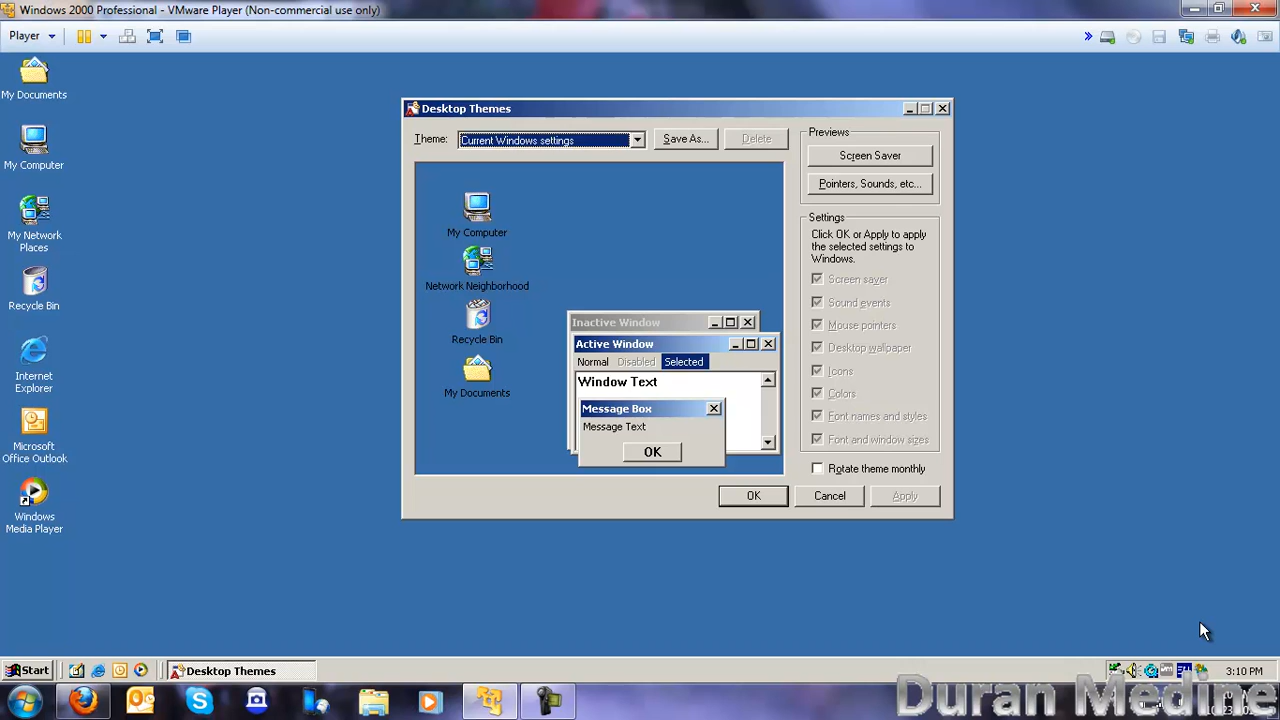 Windows 2000 Professional - VMware Player (Non-commercial use only)
Player
My Documents
My Computer
My Network
Places
Recycle Bin
Internet
Explorer
Microsoft
Office Outlook
Windows
Media Player
Desktop Themes
Theme:
Current Windows settings
Save As...
Delete
My Computer
Network Neighborhood
Recycle Bin
My Documents
Inactive Window
Active Window
Normal Disabled Selected
Window Text
Message Box
Message Text
OK
Previews
Screen Saver
Pointers, Sounds, etc...
Settings
Click OK or Apply to apply
the selected settings to
Windows.
Screen saver
Sound events
Mouse pointers
Desktop wallpaper
Icons
Colors
Font names and styles
Font and window sizes
Rotate theme monthly
OK
Cancel
Apply
Start
Desktop Themes
3:10 PM
Duran Medine